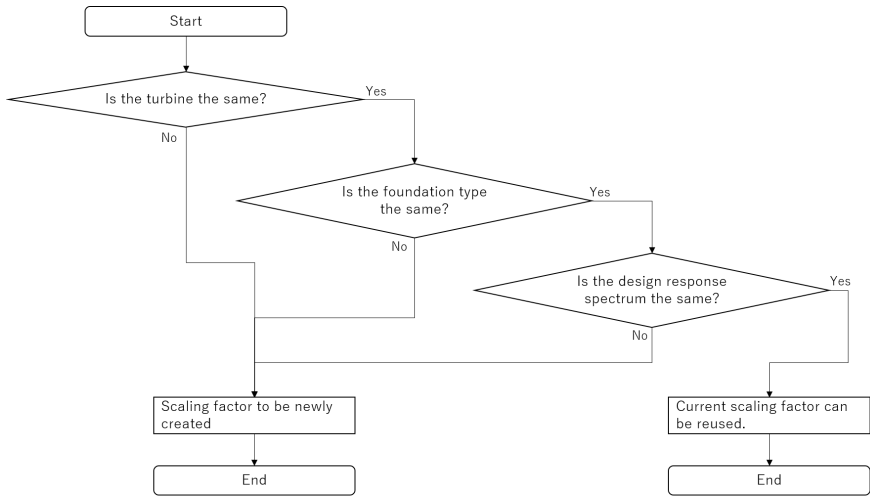 Start
Is the turbine the same?
Yes
No
Is the foundation type
the same?
Yes
No
Is the design response
spectrum the same?
Yes
No
Scaling factor to be newly
created
Current scaling factor can
be reused.
End
End